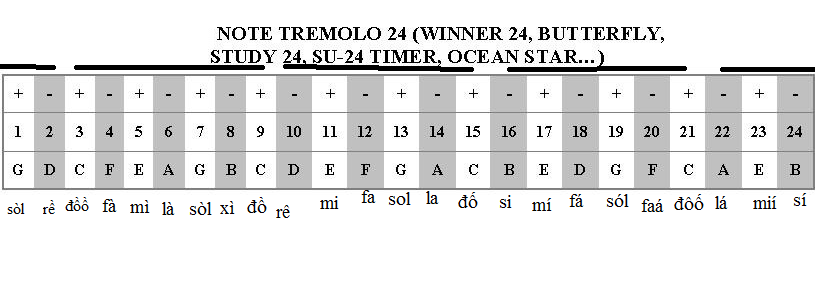 NOTE TREMOLO 24 (WINNER 24, BUTTERFLY,
STUDY 24, SU-24 TIMER, OCEAN STAR…)
+ - + - + - + - + - + - + - + - + - + - + - + -
1 2 3 4 5 6 7 8 9 10 11 12 13 14 15 16 17 18 19 20 21 22 23 24
G D C F E A G B C D E F G A C B E D G F C A E B
sòl rề đồồ fà mì là sòl xì đồ rê mi fa sol la đố si mí fá sól faá đôố lá mií sí